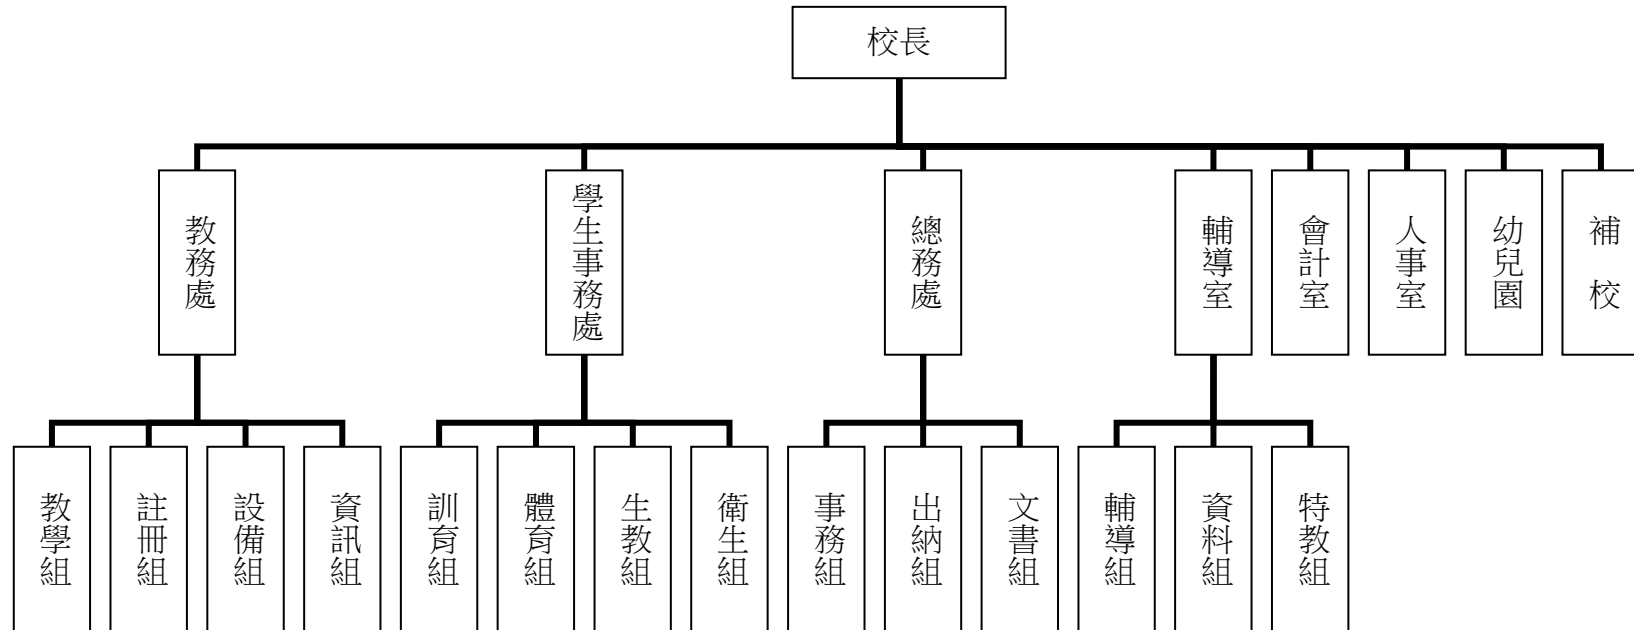 校長
教務處
學生事務處
總務處
輔導室
會計室
人事室
幼兒園
補校
教學組
註冊組
設備組
資訊組
訓育組
體育組
生教組
衛生組
事務組
出納組
文書組
輔導組
資料組
特教組